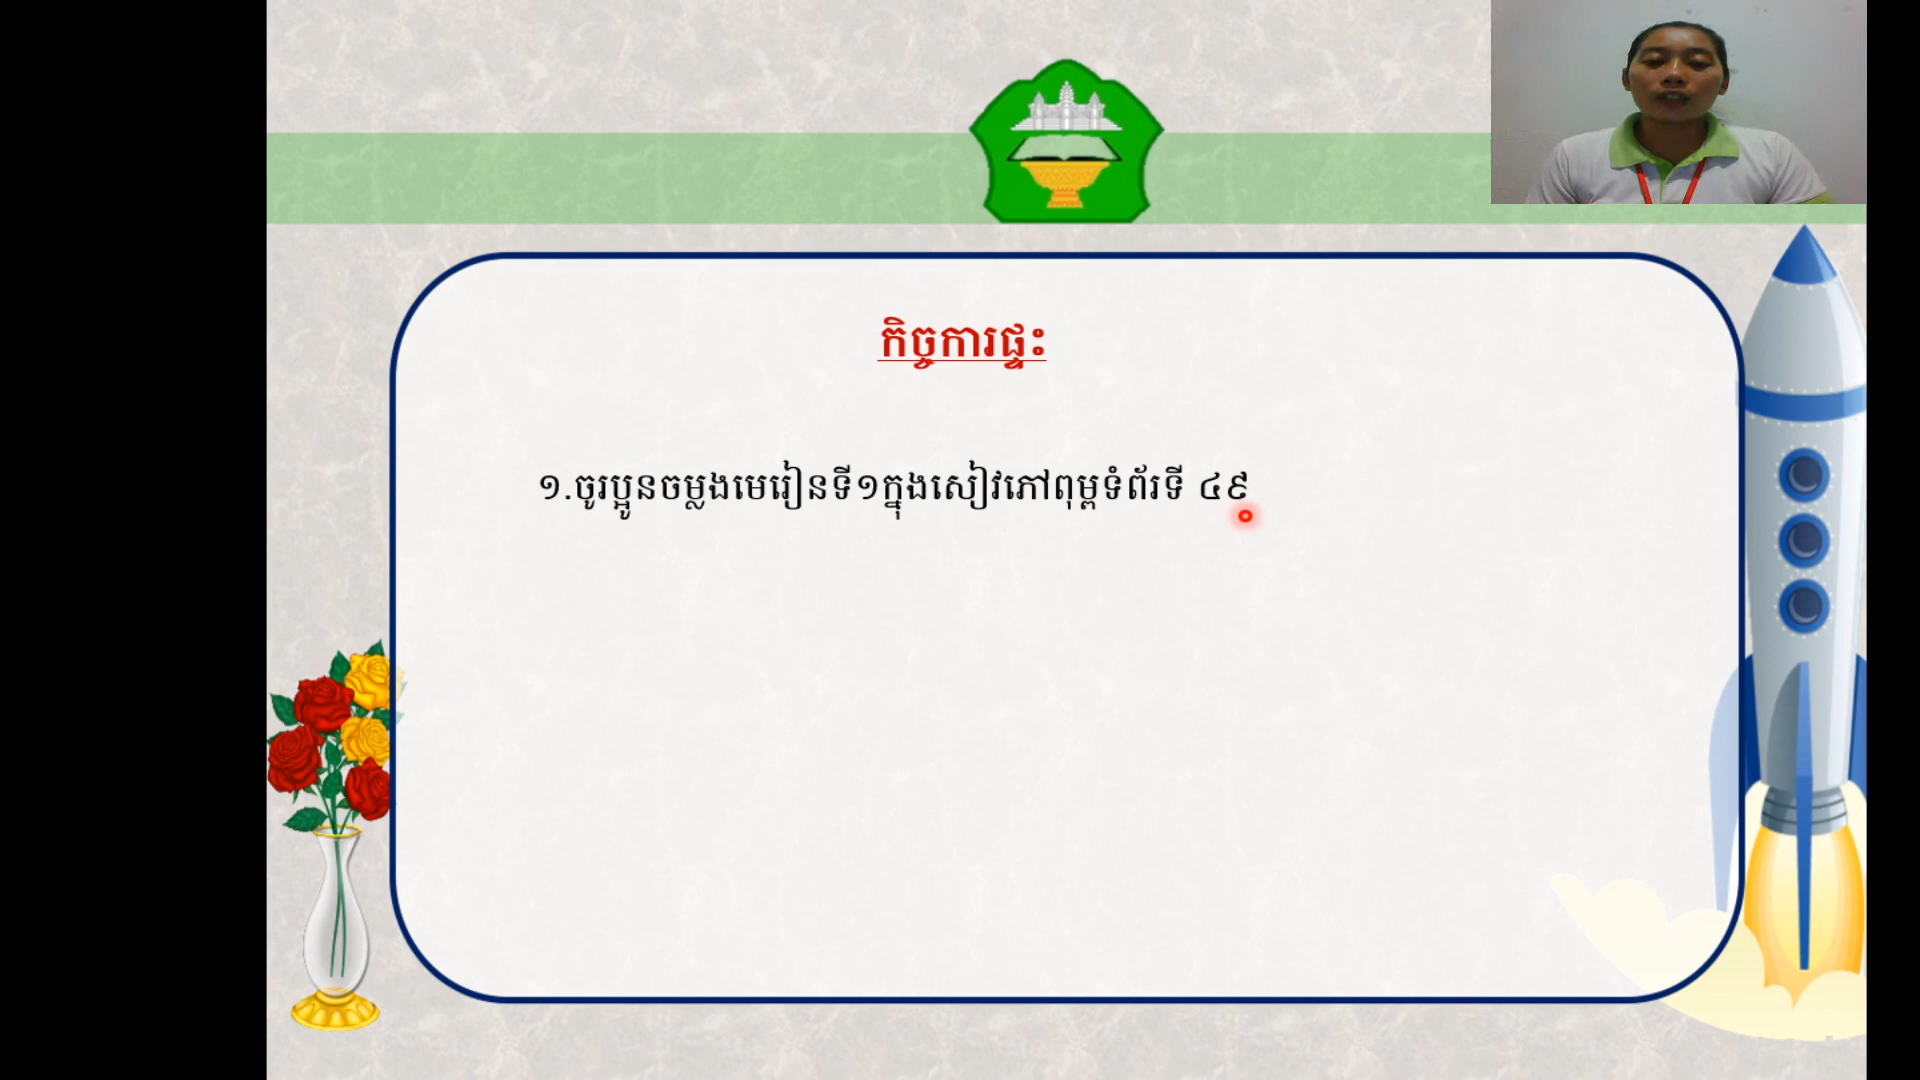 កិច្ចការផ្ទះ
១.ចូរប្អូនចម្លងមេរៀនទី១ក្នុងសៀវភៅពុម្ពទំព័រទី ៤៩